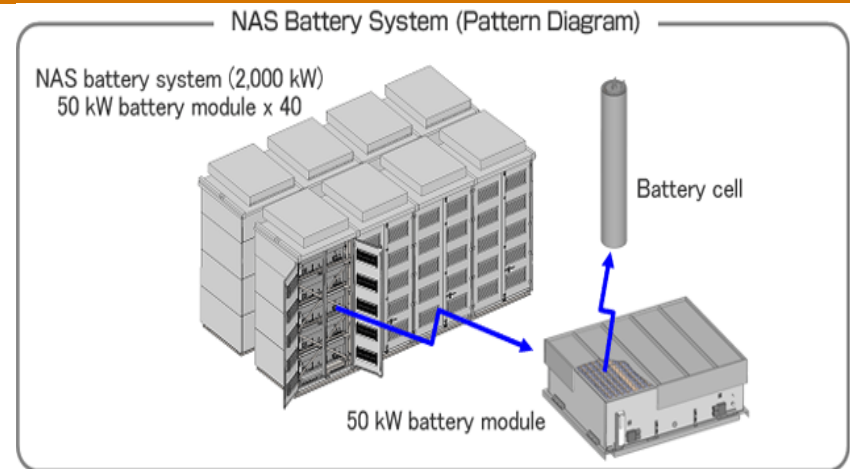 NAS Battery System (Pattern Diagram)
NAS battery system (2,000 kW)
50 kW battery module x 40
Battery cell
50 kW battery module